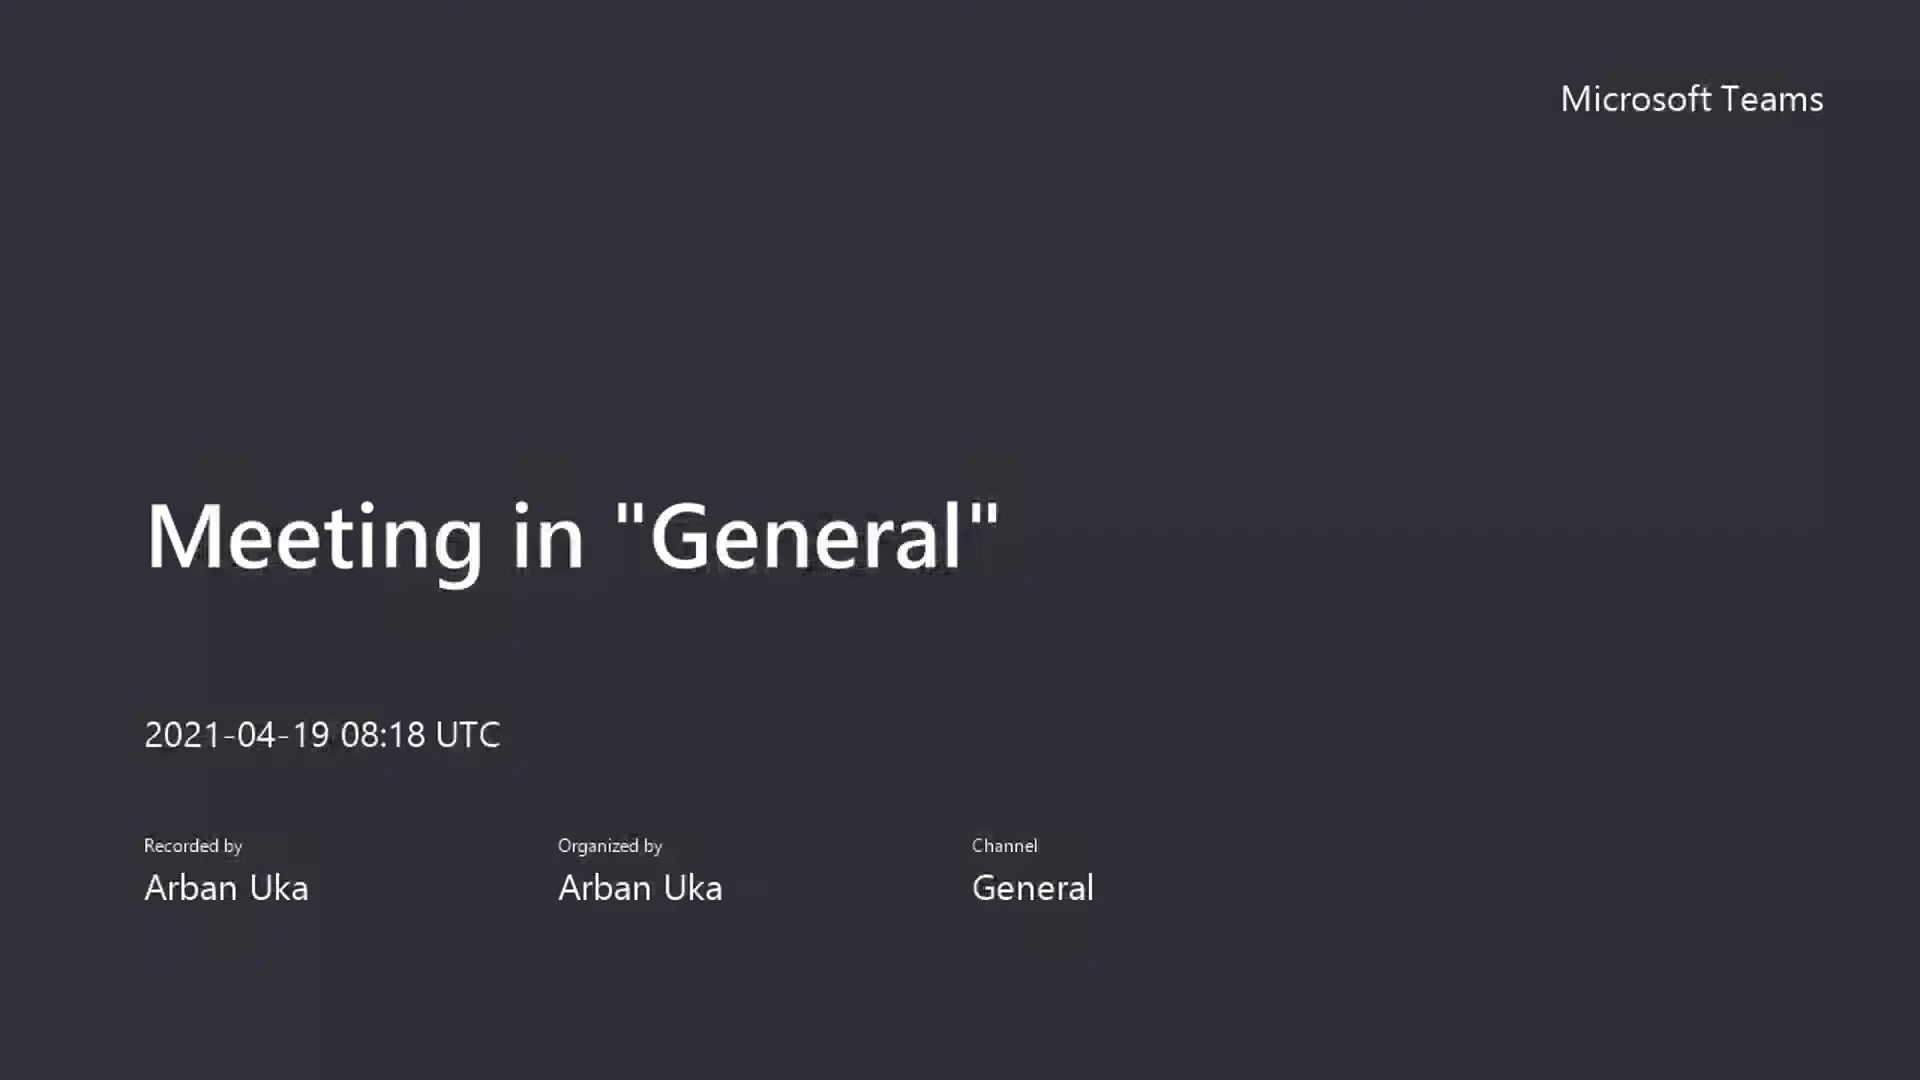 Microsoft Teams
Meeting in "General"
2021-04-19 08:18 UTC
Recorded by
Arban Uka
Organized by
Arban Uka
Channel
General